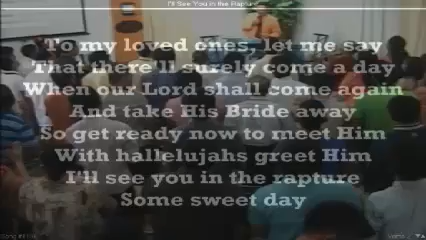 I'll See You in the Rapture
To my loved ones, let me say
That there'll surely come a day
When our Lord shall come again
And take His Bride away
So get ready now to meet Him
With hallelujahs greet Him
I'll see you in the rapture
Some sweet day